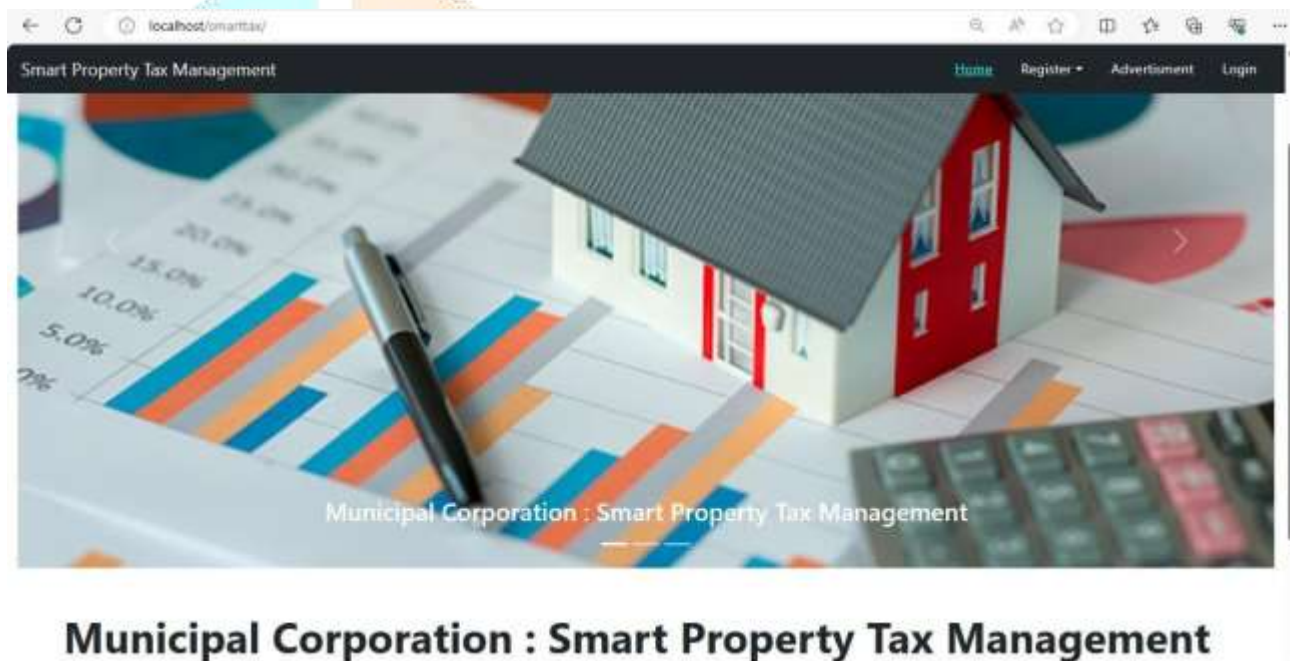 localhost/smarttax/
Smart Property Tax Management
Home Register Advertisment Login
20.0%
15.0%
10.0%
5.0%
Municipal Corporation : Smart Property Tax Management
Municipal Corporation : Smart Property Tax Management